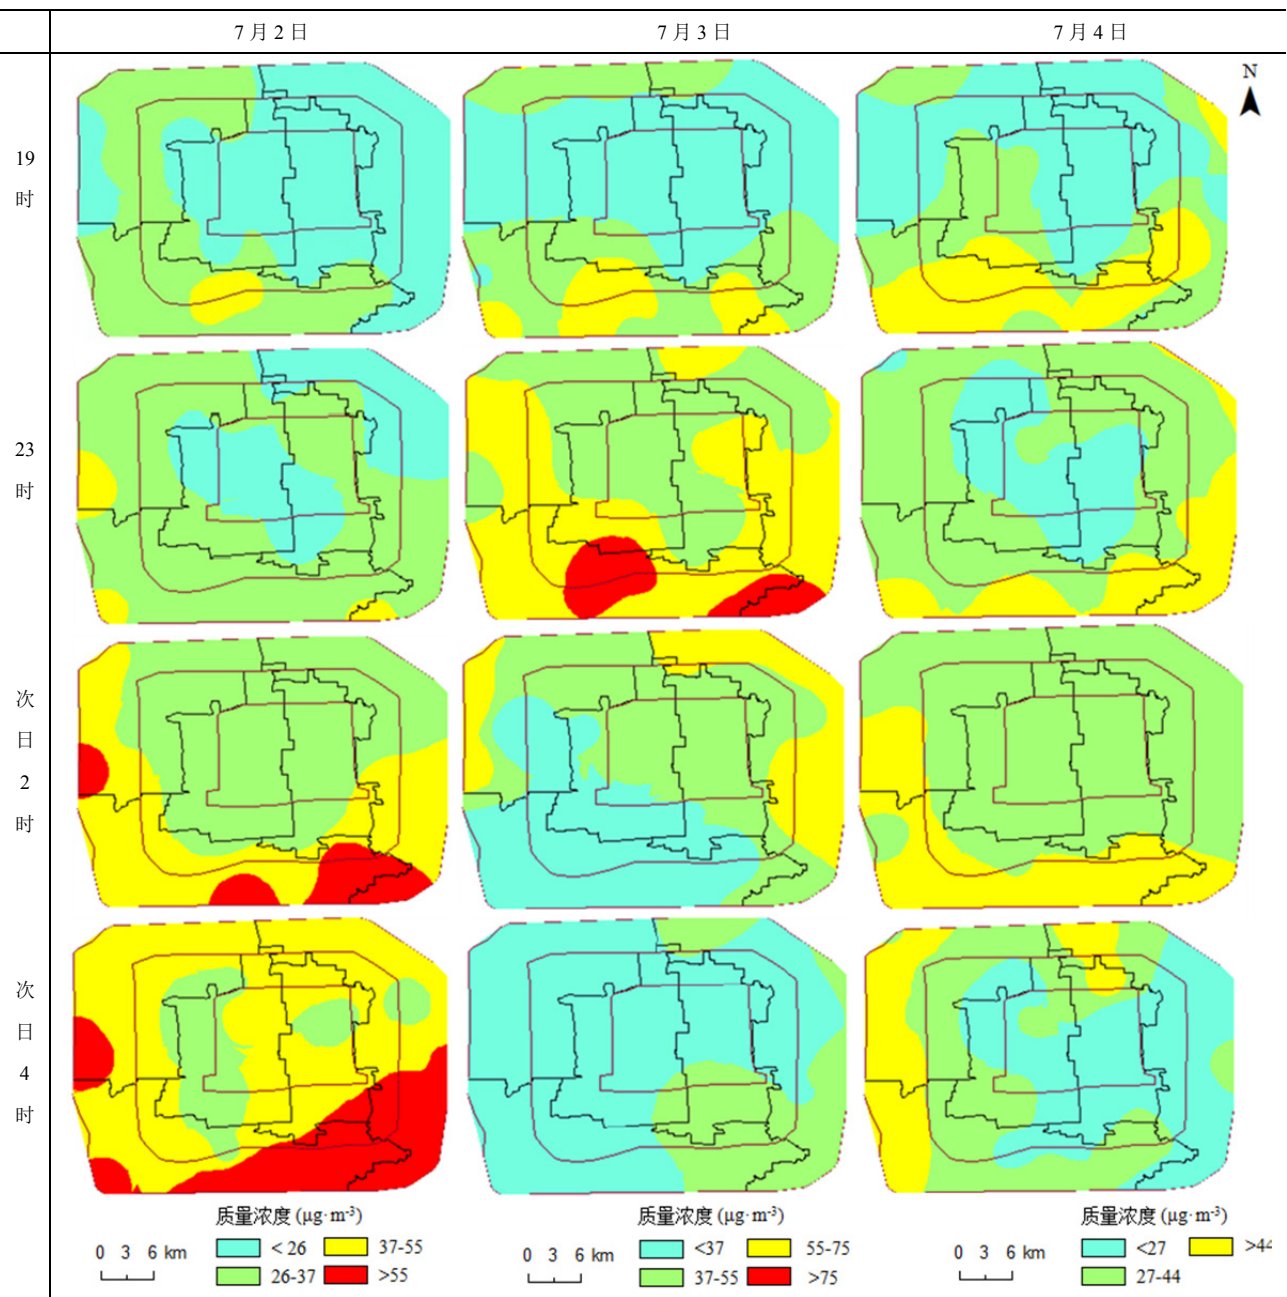 7月2日 7月3日 7月4日
N
19
时
23
时
次
日
2
时
次
日
4
时
质量浓度 (μg·m-3) 质量浓度 (μg·m-3) 质量浓度 (μg·m-3)
0 3 6 km <26 37-55 0 3 6 km <37 55-75 0 3 6 km <27 >44
26-37 >55 37-55 >75 27-44